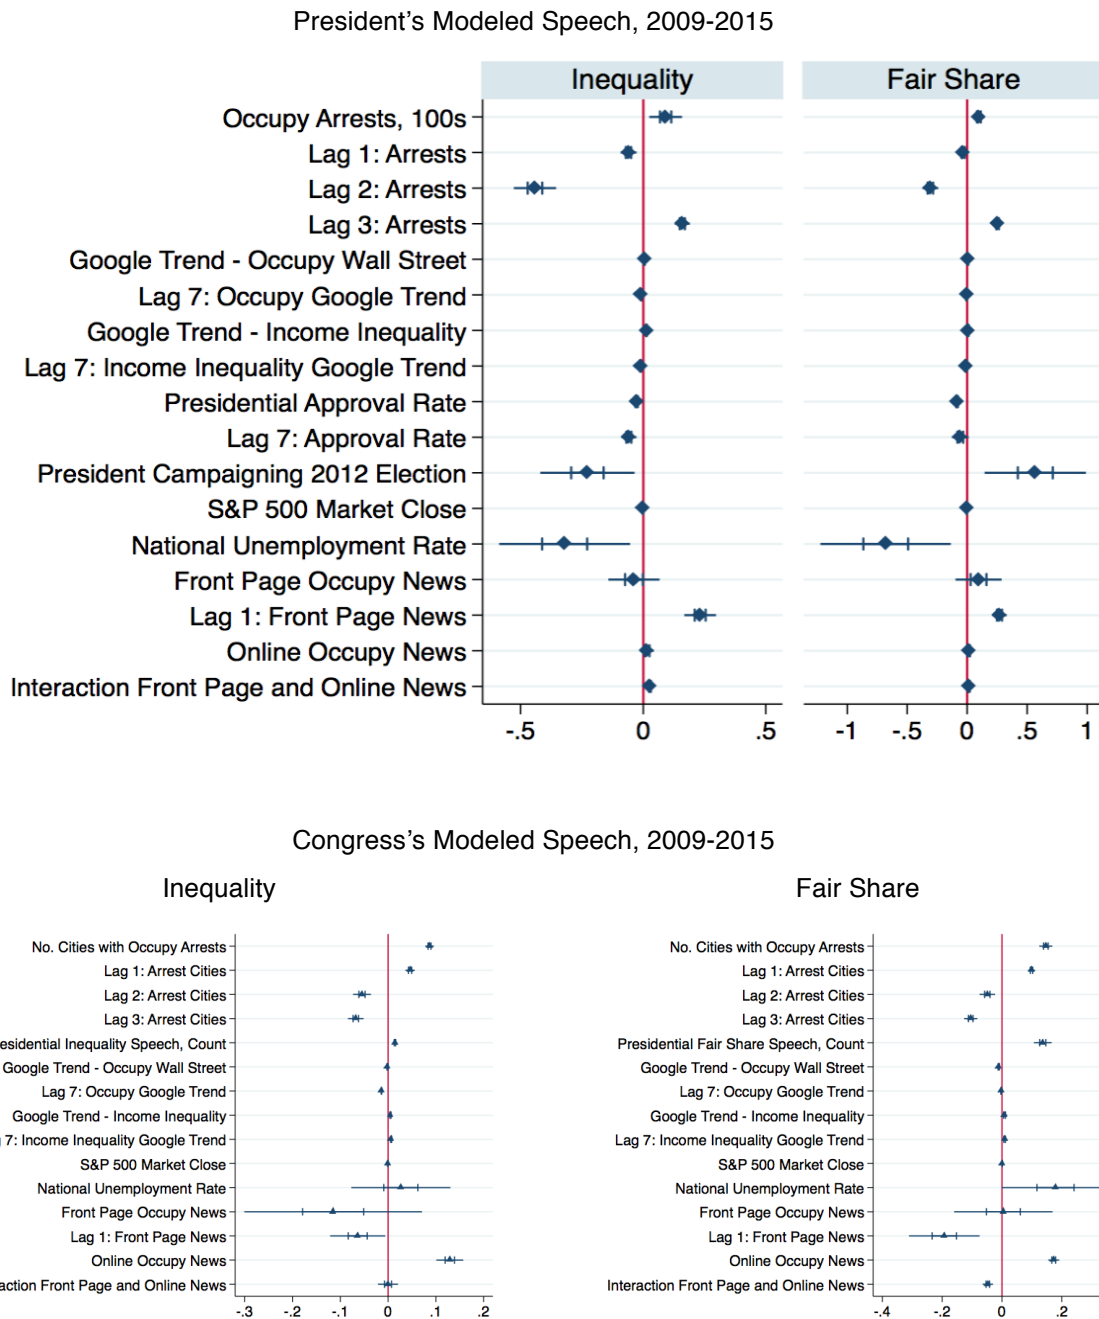 President's Modeled Speech, 2009-2015
Inequality
Fair Share
Occupy Arrests, 100s
Lag 1: Arrests
Lag 2: Arrests
Lag 3: Arrests
Google Trend - Occupy Wall Street
Lag 7: Occupy Google Trend
Google Trend - Income Inequality
Lag 7: Income Inequality Google Trend
Presidential Approval Rate
Lag 7: Approval Rate
President Campaigning 2012 Election
S&P 500 Market Close
National Unemployment Rate
Front Page Occupy News
Lag 1: Front Page News
Online Occupy News
Interaction Front Page and Online News
-.5 0 .5
-1 -.5 0 .5 1
Congress's Modeled Speech, 2009-2015
Inequality
No. Cities with Occupy Arrests
Lag 1: Arrest Cities
Lag 2: Arrest Cities
Lag 3: Arrest Cities
esidential Inequality Speech, Count
Google Trend - Occupy Wall Street
Lag 7: Occupy Google Trend
Google Trend - Income Inequality
7: Income Inequality Google Trend
S&P 500 Market Close
National Unemployment Rate
Front Page Occupy News
Lag 1: Front Page News
Online Occupy News
action Front Page and Online News
-.3 -.2 -.1 0 .1 .2
Fair Share
No. Cities with Occupy Arrests
Lag 1: Arrest Cities
Lag 2: Arrest Cities
Lag 3: Arrest Cities
Presidential Fair Share Speech, Count
Google Trend - Occupy Wall Street
Lag 7: Occupy Google Trend
Google Trend - Income Inequality
Lag 7: Income Inequality Google Trend
S&P 500 Market Close
National Unemployment Rate
Front Page Occupy News
Lag 1: Front Page News
Online Occupy News
Interaction Front Page and Online News
-.4 -.2 0 .2